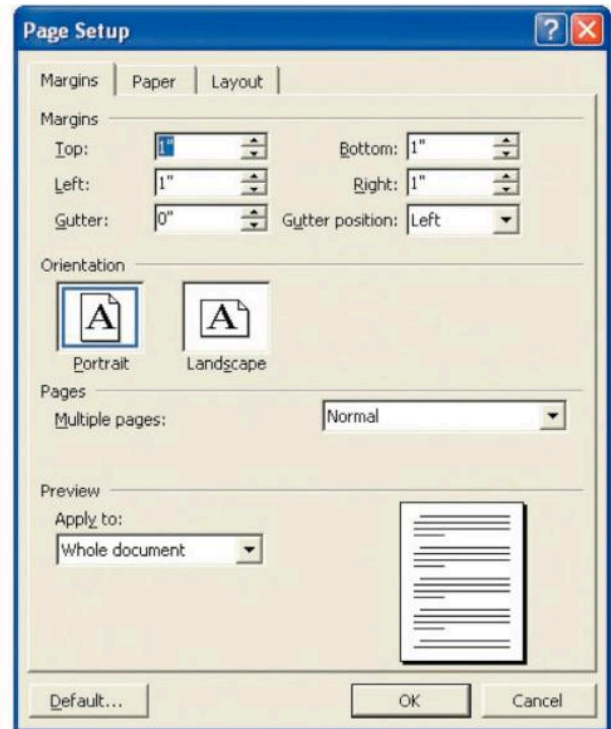 Page Setup
Margins Paper Layout
Margins
Top: 1" Bottom: 1"
Left: 1" Right: 1"
Gutter: 0" Gutter position: Left
Orientation
A A
Portrait Landscape
Pages
Multiple pages: Normal
Preview
Apply to:
Whole document
Default... OK Cancel